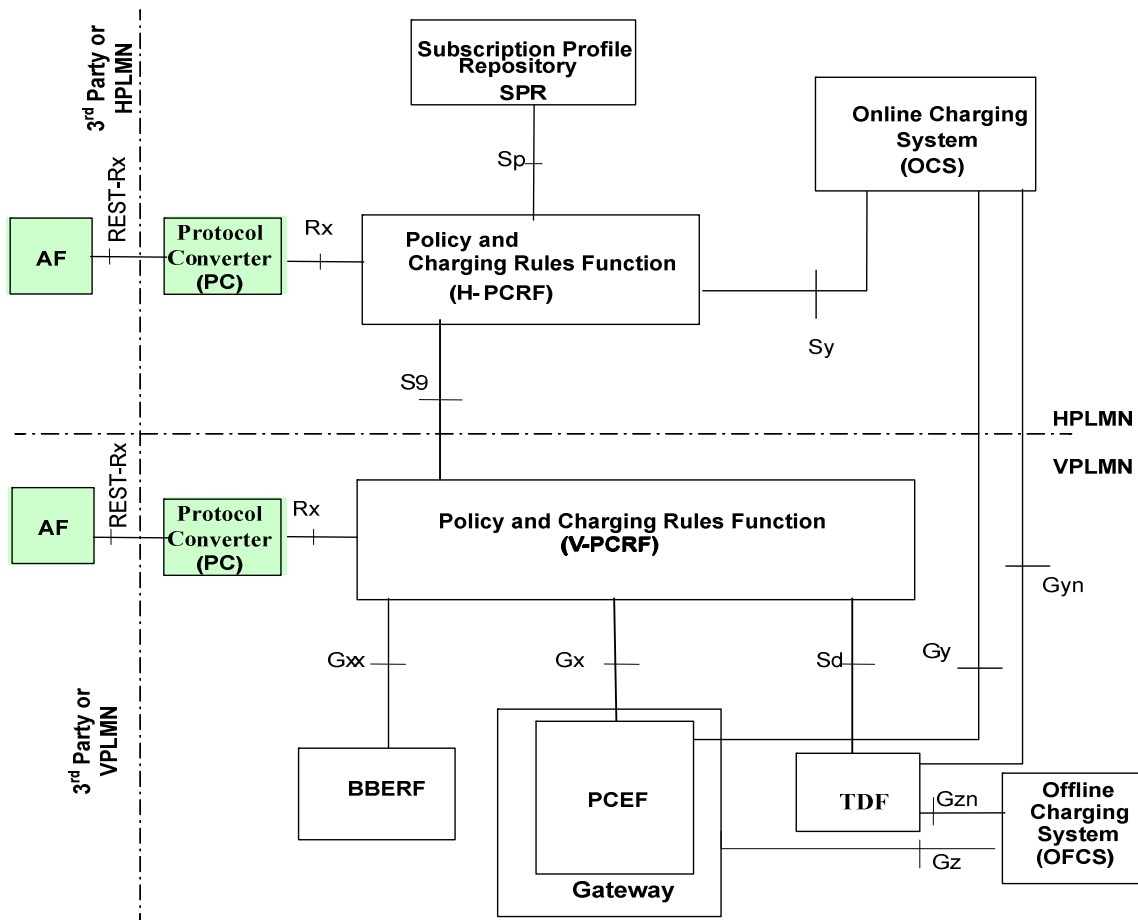 3rd Party or
HPLMN
Subscription Profile
Repository
SPR
Online Charging
System
(OCS)
Sp
REST-Rx
AF
Protocol
Converter
(PC)
Rx
Policy and
Charging Rules Function
(H- PCRF)
Sy
S9
HPLMN
VPLMN
REST-Rx
AF
Protocol
Converter
(PC)
Rx
Policy and Charging Rules Function
(V-PCRF)
Gyn
Gxx
Gx
Sd
Gy
3rd Party or
VPLMN
BBERF
PCEF
Gateway
TDF
Gzn
Gz
Offline
Charging
System
(OFCS)